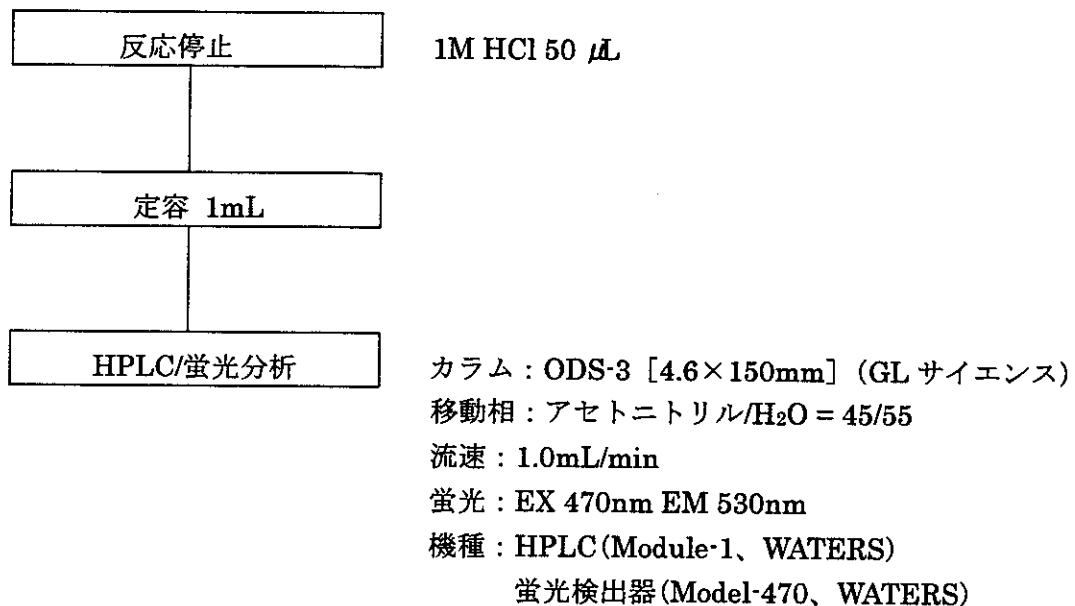 反応停止
1M HCl 50 μL
定容 1mL
HPLC/蛍光分析
カラム：ODS-3［4.6×150mm］（GL サイエンス）
移動相：アセトニトリル/H₂O = 45/55
流速：1.0mL/min
蛍光：EX 470nm EM 530nm
機種：HPLC(Module-1、WATERS)
蛍光検出器(Model-470、WATERS)